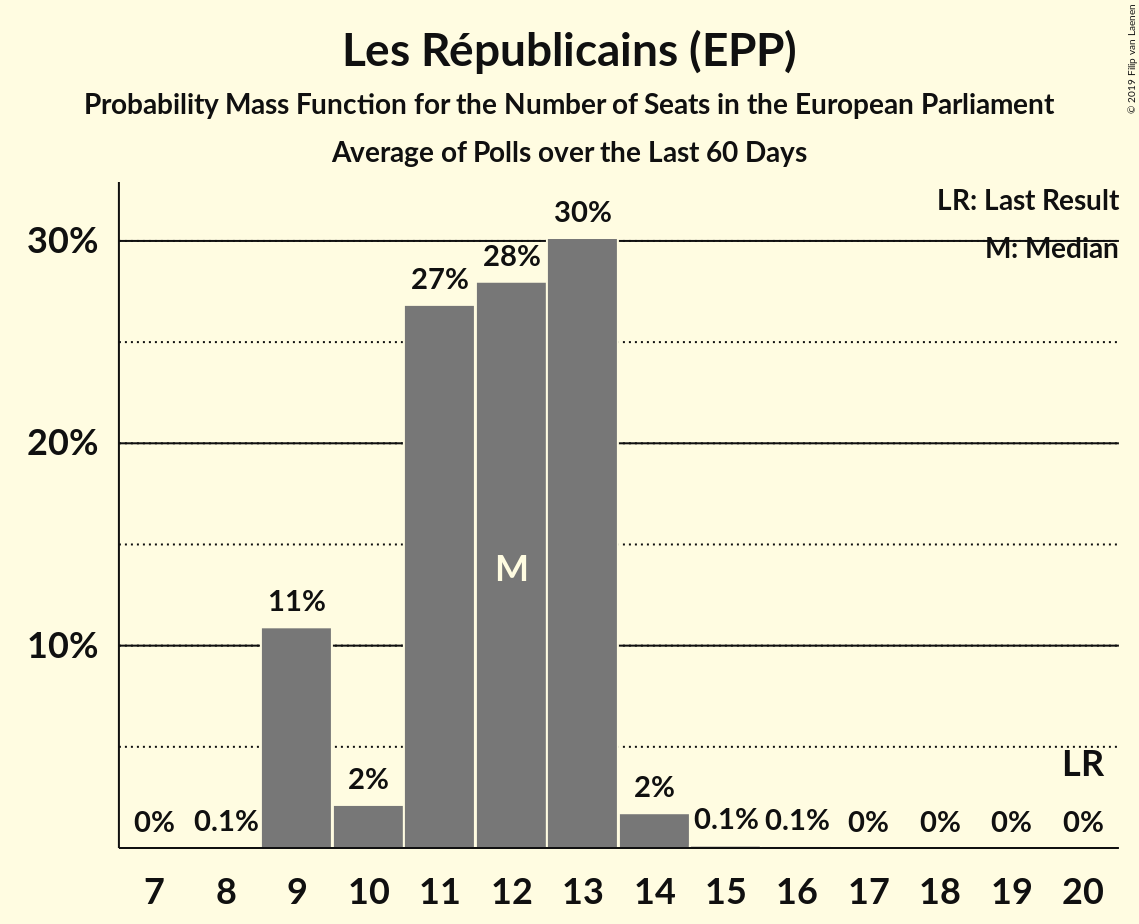 Les Républicains (EPP)
Probability Mass Function for the Number of Seats in the European Parliament
Average of Polls over the Last 60 Days
© 2019 Filip van Laenen
LR: Last Result
M: Median
30%
20%
10%
0% 0.1% 11% 2% 27% 28% 30% 2% 0.1% 0.1% 0% 0% 0% 0%
M
LR
7 8 9 10 11 12 13 14 15 16 17 18 19 20